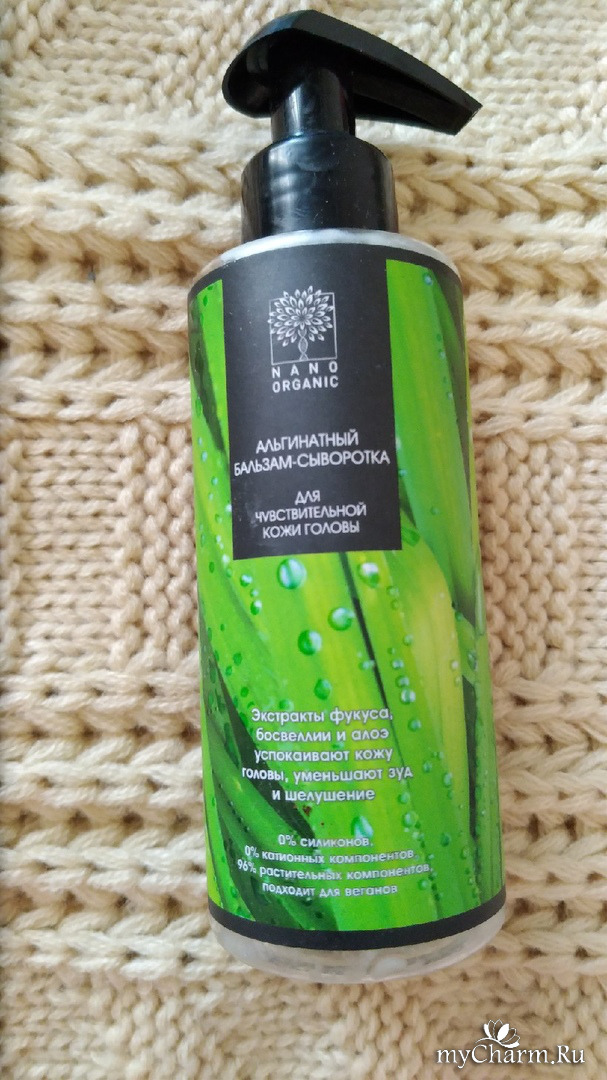 NANO
ORGANIC
АЛЬГИНАТНЫЙ
БАЛЬЗАМ-СЫВОРОТКА
ДЛЯ
ЧУВСТВИТЕЛЬНОЙ
КОЖИ ГОЛОВЫ
Экстракты фукуса,
босвеллии и алоэ
успокаивают кожу
головы, уменьшают зуд
и шелушение
0% силиконов,
0% катионных компонентов
96% растительных компонентов,
подходит для веганов
myCharm.Ru